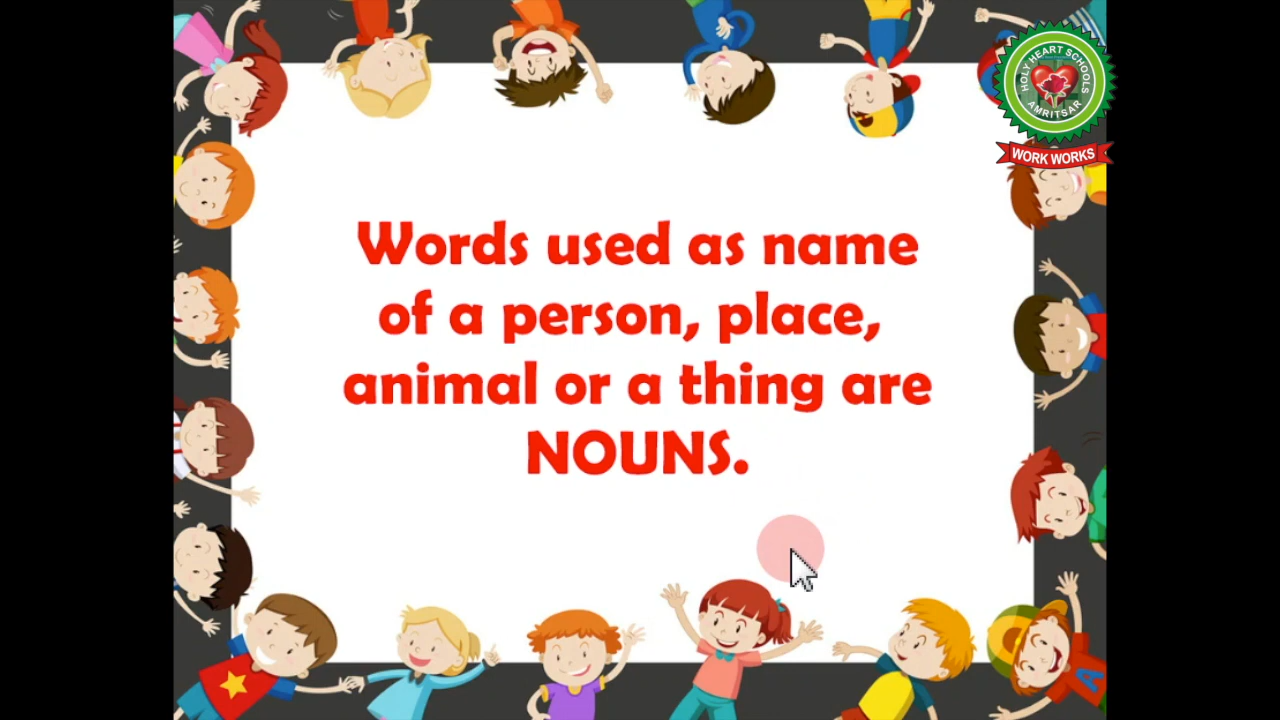 HOLY HEART SCHOOLS
AMRITSAR
WORK WORKS
Words used as name
of a person, place,
animal or a thing are
NOUNS.
A